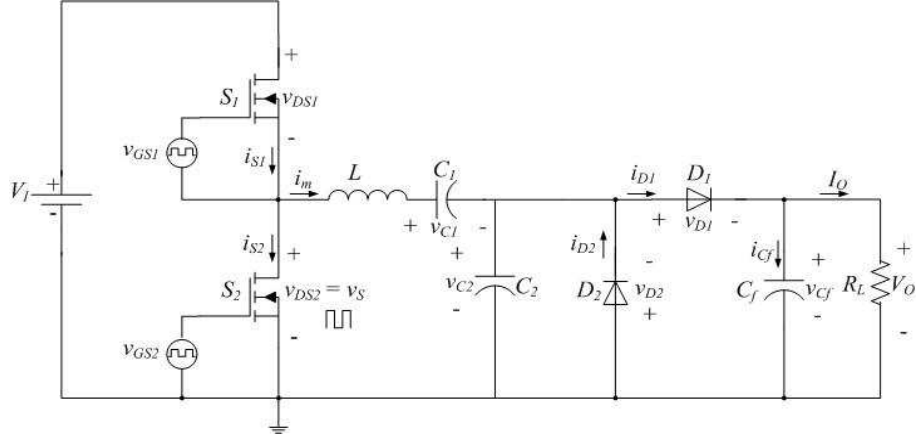 +
S1 vDS1
vGS1 iS1 -
L C1 iD1 D1 IO
VI + - im
+ vC1 - + vD1 -
iS2 + + iD2 - iCf + +
S2 vDS2 = vS vC2 C2 D2 vD2 Cf vCf RL VO
- + - -
vGS2 -